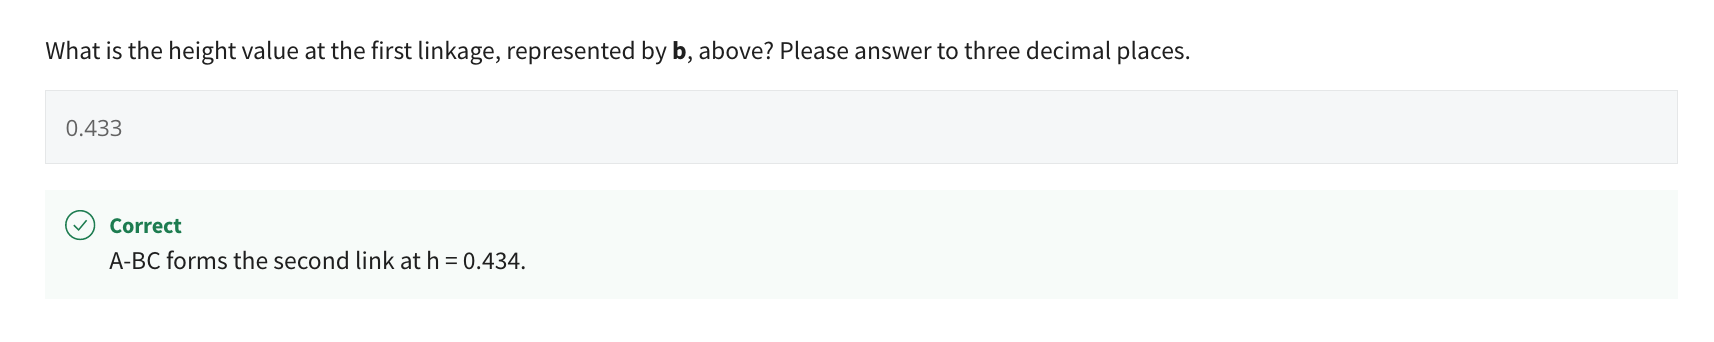 What is the height value at the first linkage, represented by b, above? Please answer to three decimal places.
0.433
Correct
A-BC forms the second link at h = 0.434.